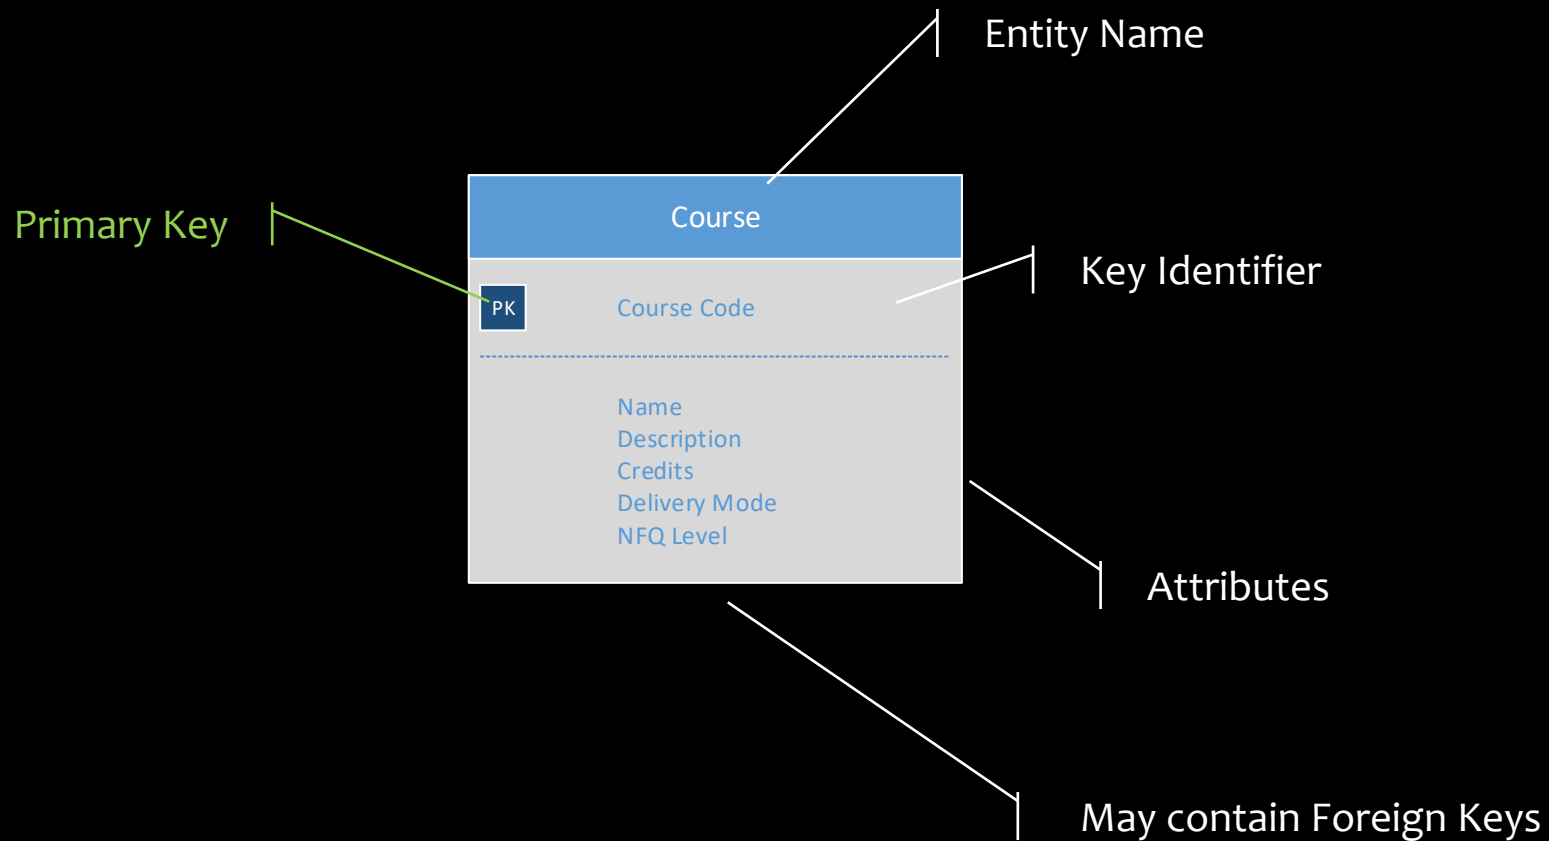 Entity Name
Primary Key
Course
Key Identifier
PK
Course Code
Name
Description
Credits
Delivery Mode
NFQ Level
Attributes
May contain Foreign Keys